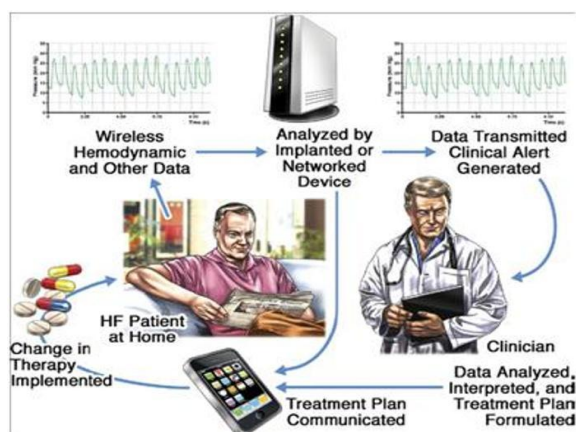 Wireless
Hemodynamic
and Other Data
Analyzed by
Implanted or
Networked
Device
Data Transmitted
Clinical Alert
Generated
HF Patient
at Home
Clinician
Change in
Therapy
Implemented
Treatment Plan
Communicated
Data Analyzed,
Interpreted, and
Treatment Plan
Formulated